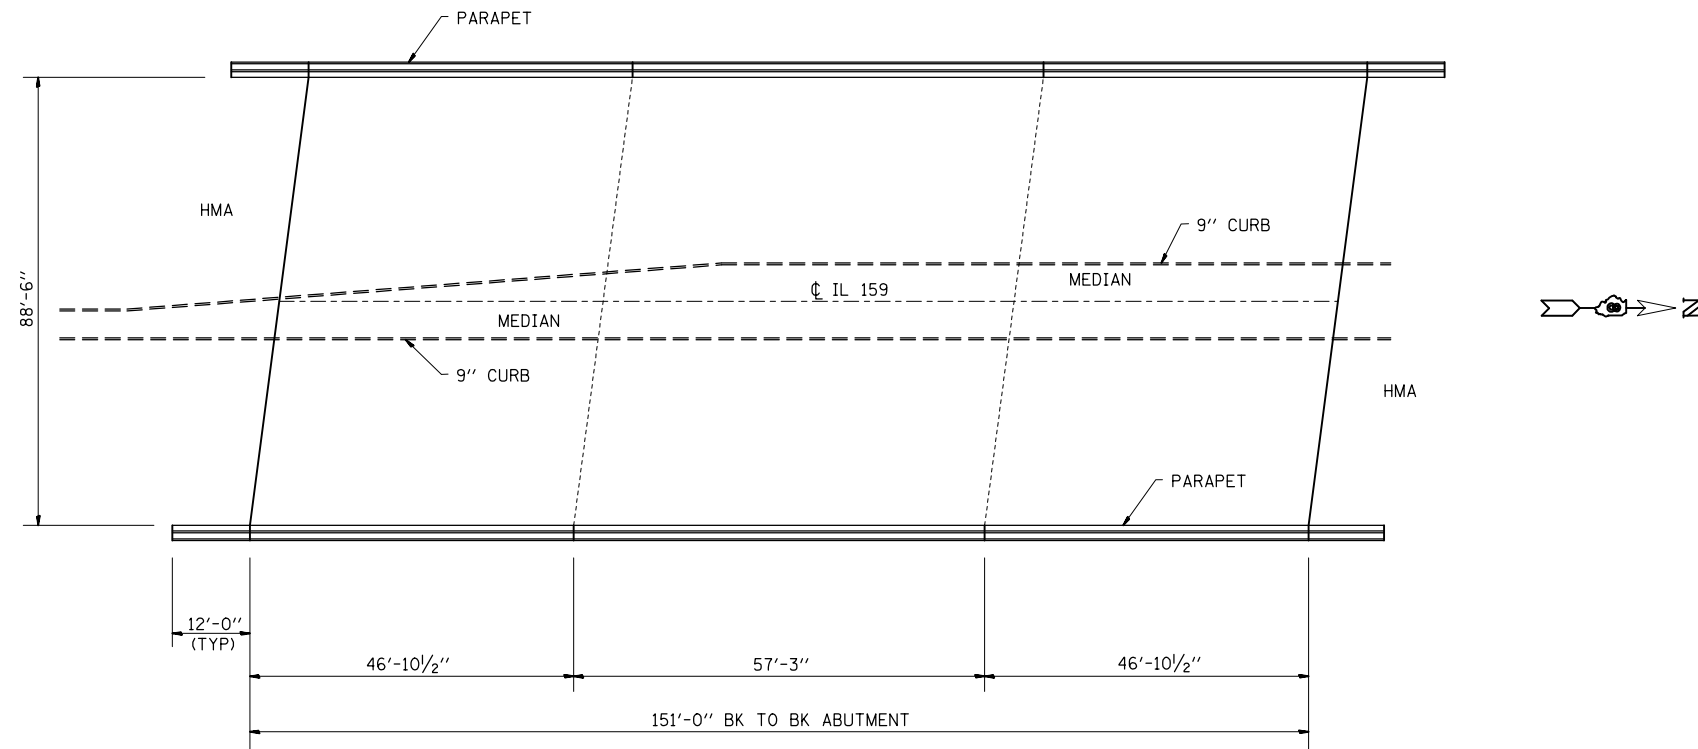 PARAPET
HMA
9'' CURB
MEDIAN
℄ IL 159
88'-6''
MEDIAN
N
9'' CURB
HMA
PARAPET
12'-0''
(TYP)
46'-10½''
57'-3''
46'-10½''
151'-0'' BK TO BK ABUTMENT